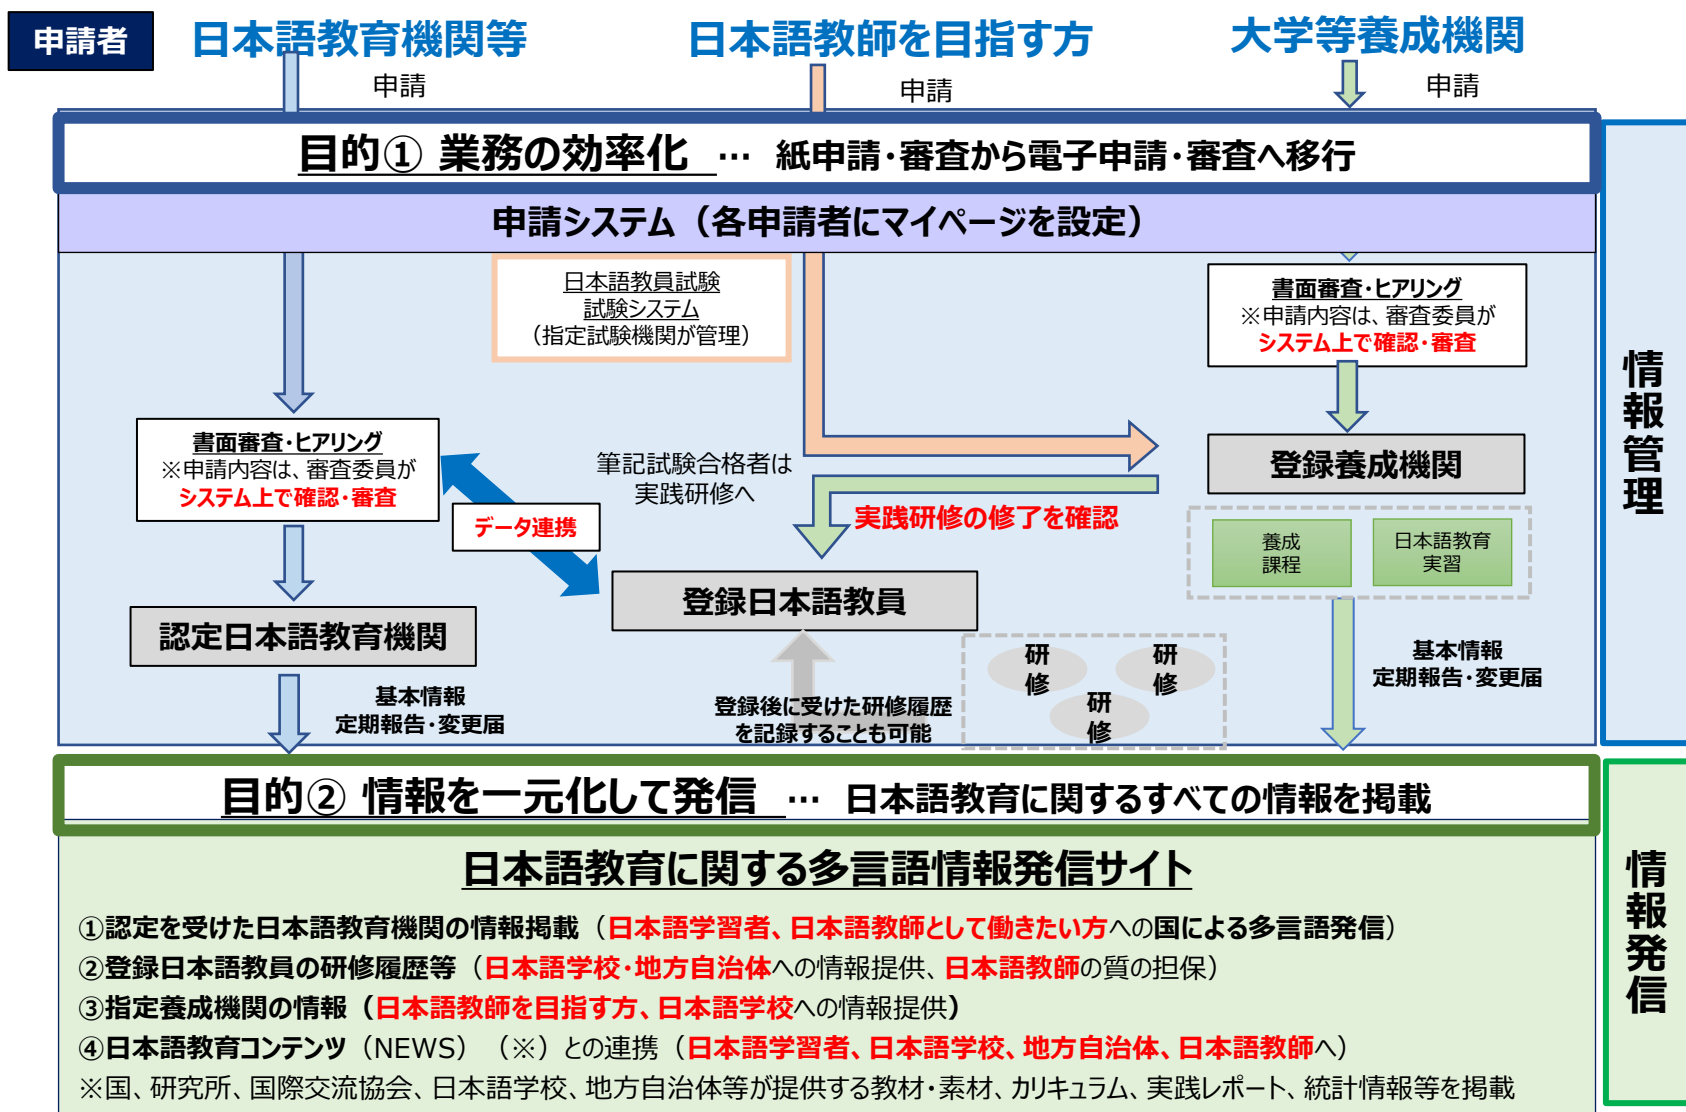 申請者
日本語教育機関等
日本語教師を目指す方
大学等養成機関
申請
申請
申請
目的① 業務の効率化 … 紙申請・審査から電子申請・審査へ移行
申請システム（各申請者にマイページを設定）
日本語教員試験
試験システム
（指定試験機関が管理）
書面審査・ヒアリング
※申請内容は、審査委員が
システム上で確認・審査
書面審査・ヒアリング
※申請内容は、審査委員が
システム上で確認・審査
データ連携
筆記試験合格者は
実践研修へ
実践研修の修了を確認
登録養成機関
養成
課程
日本語教育
実習
認定日本語教育機関
登録日本語教員
基本情報
定期報告・変更届
登録後に受けた研修履歴
を記録することも可能
研
修
研
修
研
修
基本情報
定期報告・変更届
情報管理
目的② 情報を一元化して発信 … 日本語教育に関するすべての情報を掲載
日本語教育に関する多言語情報発信サイト
①認定を受けた日本語教育機関の情報掲載（日本語学習者、日本語教師として働きたい方への国による多言語発信）
②登録日本語教員の研修履歴等（日本語学校・地方自治体への情報提供、日本語教師の質の担保）
③指定養成機関の情報（日本語教師を目指す方、日本語学校への情報提供）
④日本語教育コンテンツ（NEWS）（※）との連携（日本語学習者、日本語学校、地方自治体、日本語教師へ）
※国、研究所、国際交流協会、日本語学校、地方自治体等が提供する教材・素材、カリキュラム、実践レポート、統計情報等を掲載
情報発信